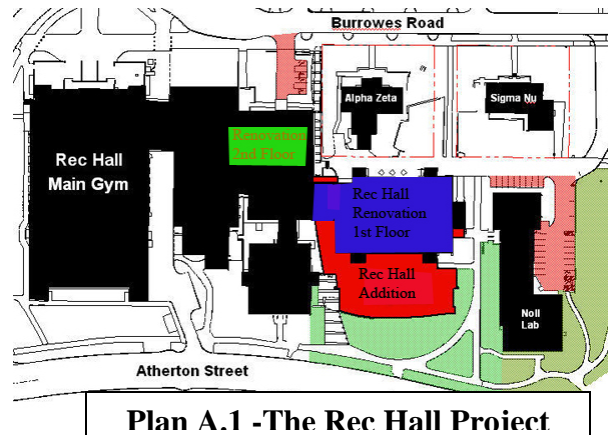 Burrowes Road
Alpha Zeta
Sigma Nu
Renovation
2nd Floor
Rec Hall
Main Gym
Rec Hall
Renovation
1st Floor
Rec Hall
Addition
Noll
Lab
Atherton Street
Plan A.1 -The Rec Hall Project